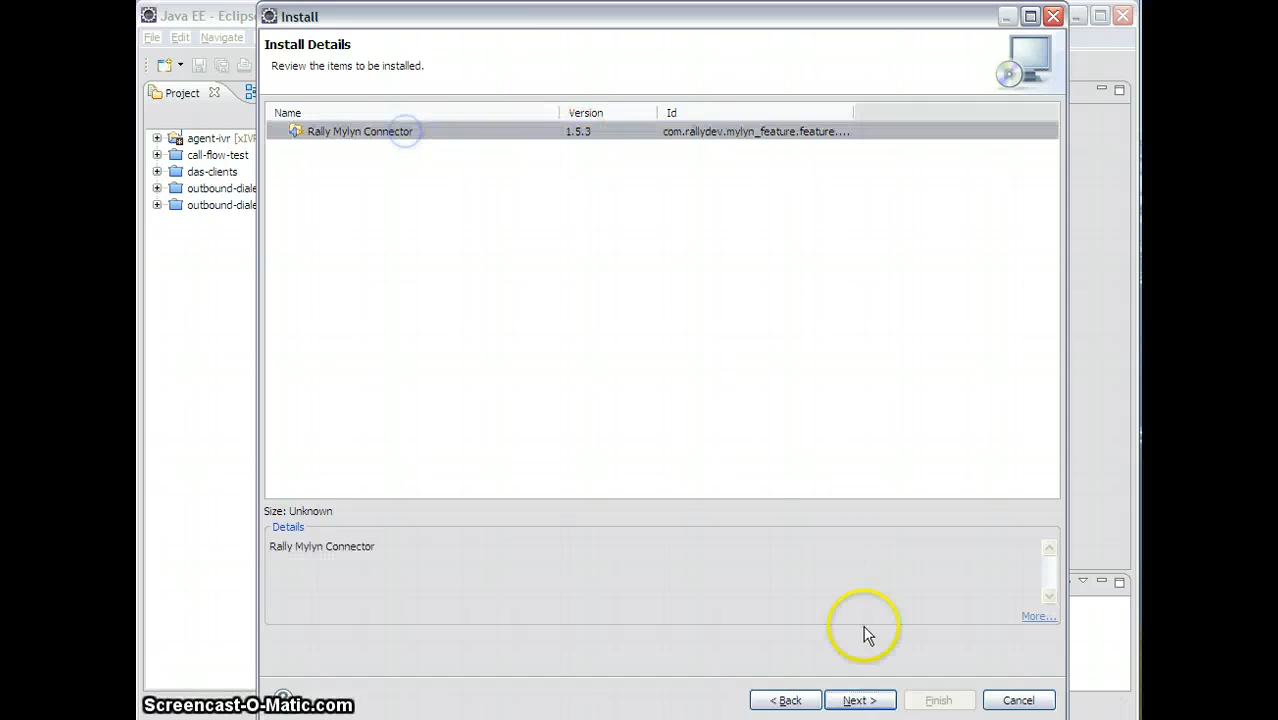 Java EE - Eclips
Install
File Edit Navigate
Install Details
Review the items to be installed.
Project
Name Version Id
Rally Mylyn Connector 1.5.3 com.rallydev.mylyn_feature.feature....
agent-ivr [xIVR
call-flow-test
das-clients
outbound-diale
outbound-diale
Size: Unknown
Details
Rally Mylyn Connector
More...
< Back Next > Finish Cancel
Screencast-O-Matic.com